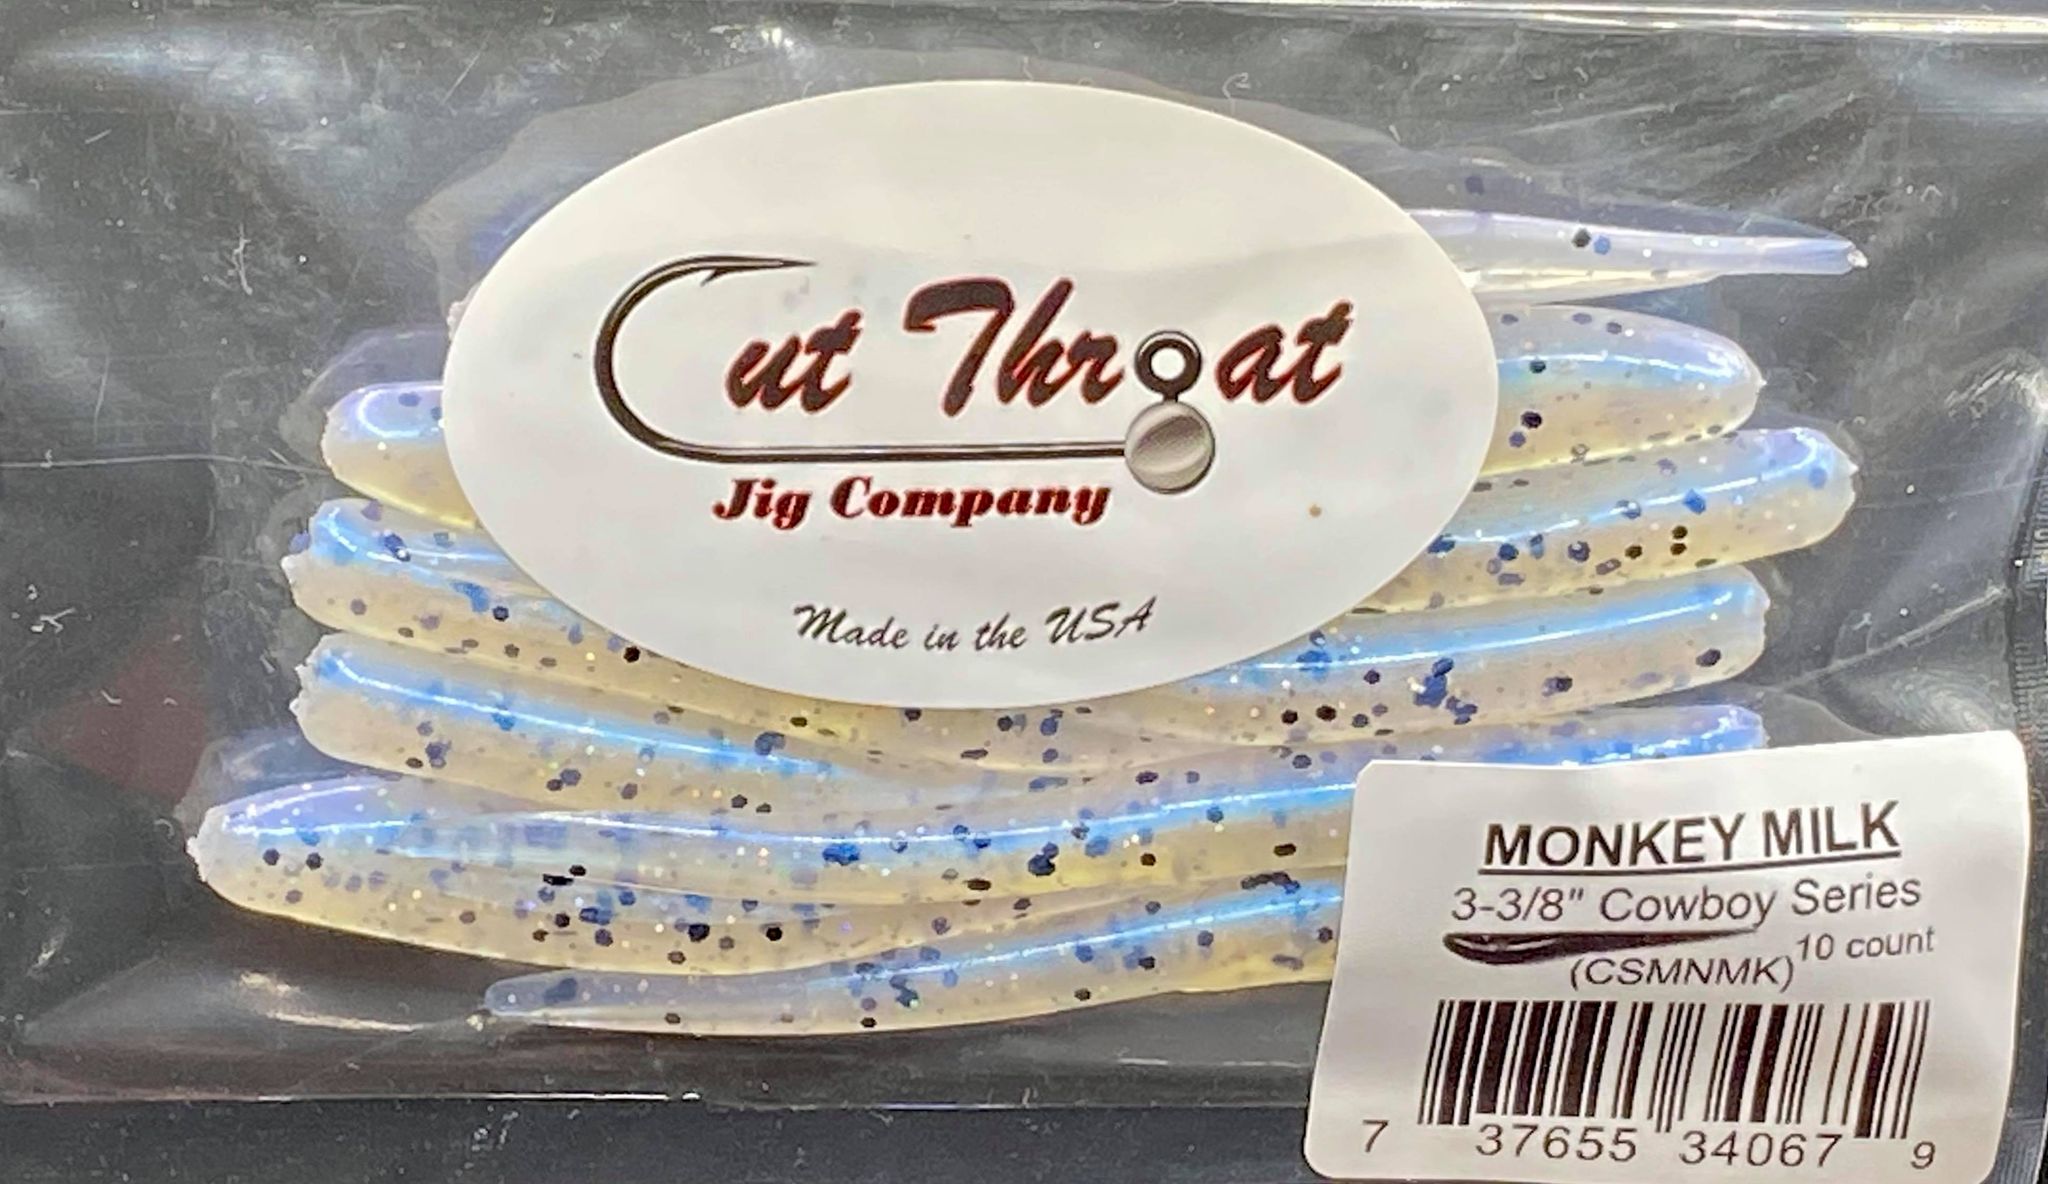 Cut Throat
Jig Company
Made in the USA
MONKEY MILK
3-3/8" Cowboy Series
10 count
(CSMNMK)
7 37655 34067 9